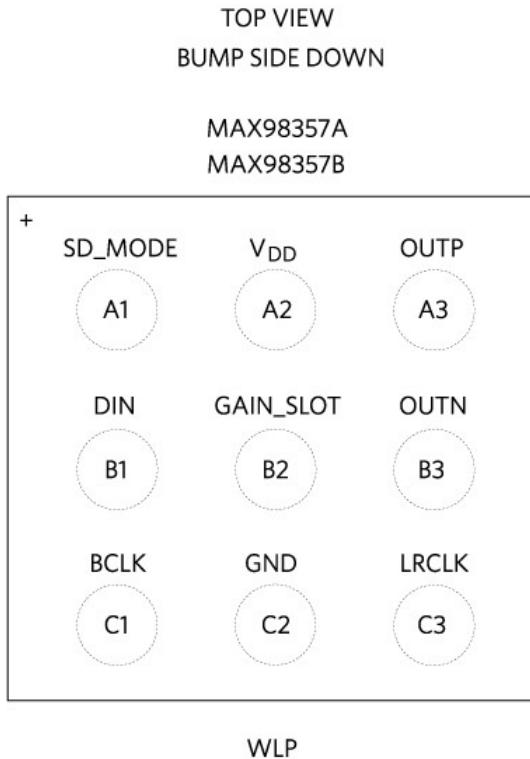 TOP VIEW
BUMP SIDE DOWN
MAX98357A
MAX98357B
+
SD_MODE VDD OUTP
A1 A2 A3
DIN GAIN_SLOT OUTN
B1 B2 B3
BCLK GND LRCLK
C1 C2 C3
WLP